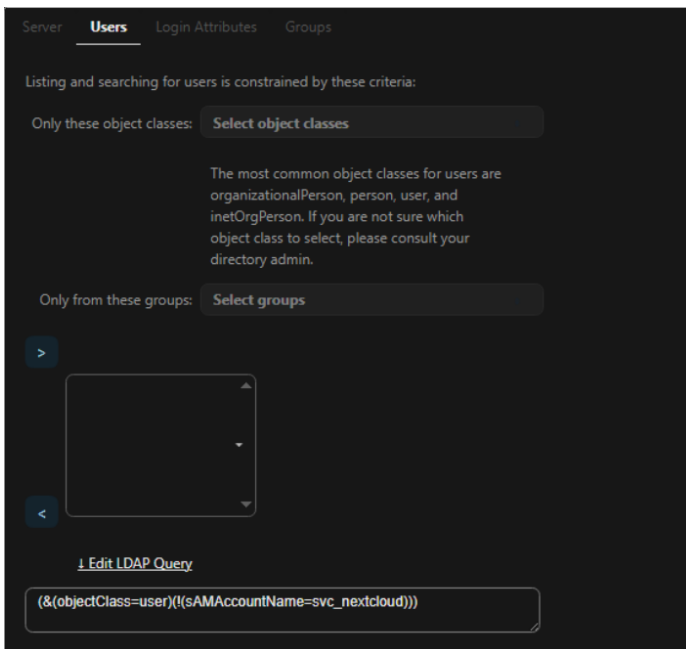 Server Users Login Attributes Groups
Listing and searching for users is constrained by these criteria:
Only these object classes: Select object classes
The most common object classes for users are
organizationalPerson, person, user, and
inetOrgPerson. If you are not sure which
object class to select, please consult your
directory admin.
Only from these groups: Select groups
>
<
↓ Edit LDAP Query
(&(objectClass=user)(!(sAMAccountName=svc_nextcloud)))